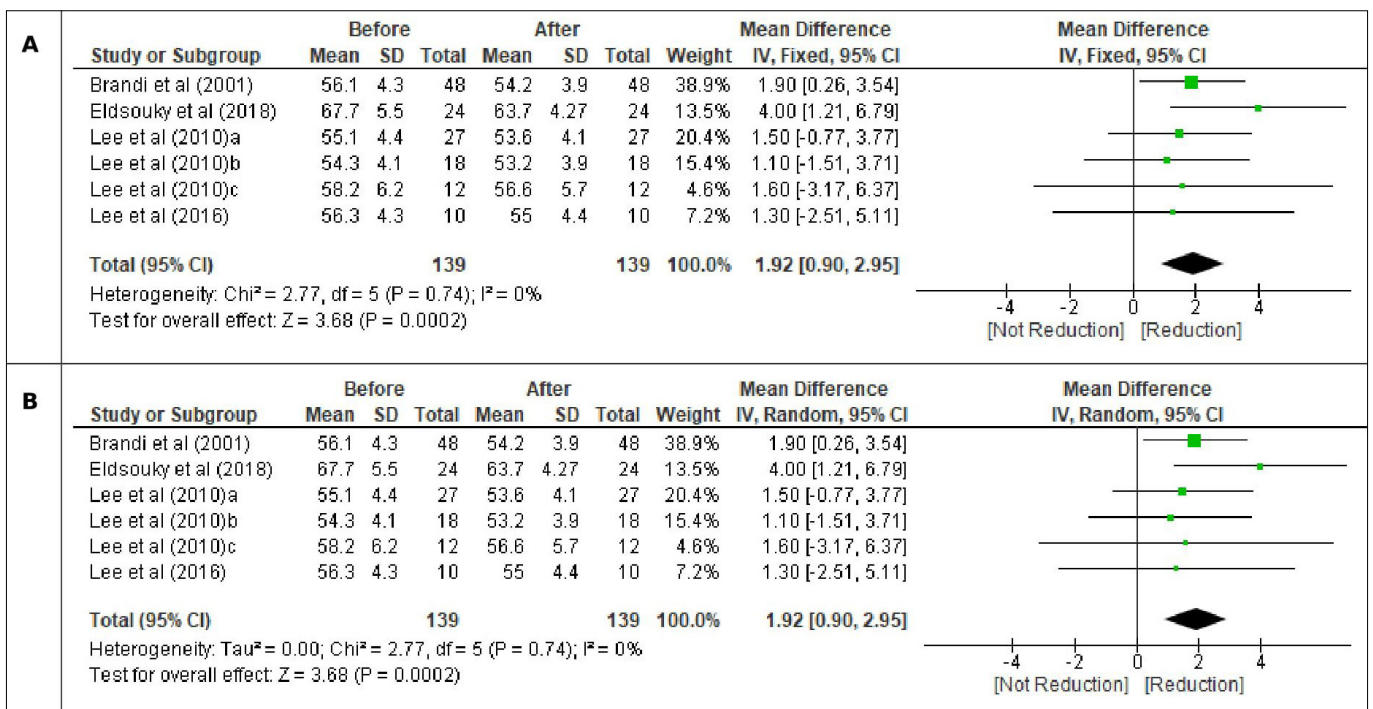 A
Before After Mean Difference Mean Difference
Study or Subgroup Mean SD Total Mean SD Total Weight IV, Fixed, 95% CI IV, Fixed, 95% CI
Brandi et al (2001) 56.1 4.3 48 54.2 3.9 48 38.9% 1.90 [0.26, 3.54]
Eldsouky et al (2018) 67.7 5.5 24 63.7 4.27 24 13.5% 4.00 [1.21, 6.79]
Lee et al (2010)a 55.1 4.4 27 53.6 4.1 27 20.4% 1.50 [-0.77, 3.77]
Lee et al (2010)b 54.3 4.1 18 53.2 3.9 18 15.4% 1.10 [-1.51, 3.71]
Lee et al (2010)c 58.2 6.2 12 56.6 5.7 12 4.6% 1.60 [-3.17, 6.37]
Lee et al (2016) 56.3 4.3 10 55 4.4 10 7.2% 1.30 [-2.51, 5.11]
Total (95% CI) 139 139 100.0% 1.92 [0.90, 2.95]
Heterogeneity: Chi² = 2.77, df = 5 (P = 0.74); I² = 0%
Test for overall effect: Z = 3.68 (P = 0.0002)
-4 -2 0 2 4
[Not Reduction] [Reduction]
B
Before After Mean Difference Mean Difference
Study or Subgroup Mean SD Total Mean SD Total Weight IV, Random, 95% CI IV, Random, 95% CI
Brandi et al (2001) 56.1 4.3 48 54.2 3.9 48 38.9% 1.90 [0.26, 3.54]
Eldsouky et al (2018) 67.7 5.5 24 63.7 4.27 24 13.5% 4.00 [1.21, 6.79]
Lee et al (2010)a 55.1 4.4 27 53.6 4.1 27 20.4% 1.50 [-0.77, 3.77]
Lee et al (2010)b 54.3 4.1 18 53.2 3.9 18 15.4% 1.10 [-1.51, 3.71]
Lee et al (2010)c 58.2 6.2 12 56.6 5.7 12 4.6% 1.60 [-3.17, 6.37]
Lee et al (2016) 56.3 4.3 10 55 4.4 10 7.2% 1.30 [-2.51, 5.11]
Total (95% CI) 139 139 100.0% 1.92 [0.90, 2.95]
Heterogeneity: Tau² = 0.00; Chi² = 2.77, df = 5 (P = 0.74); I² = 0%
Test for overall effect: Z = 3.68 (P = 0.0002)
-4 -2 0 2 4
[Not Reduction] [Reduction]